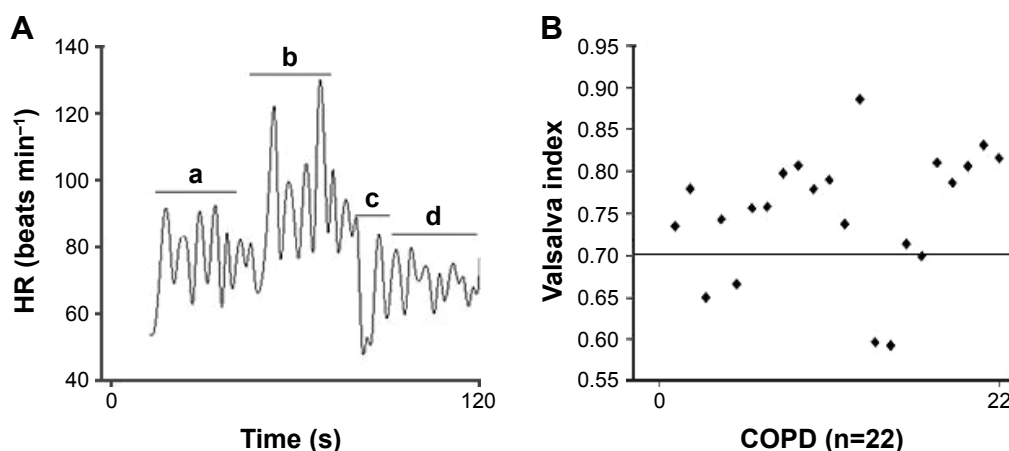 A
HR (beats min⁻¹)
140
120
100
80
60
40
a
b
c
d
0
120
Time (s)
B
Valsalva index
0.95
0.90
0.85
0.80
0.75
0.70
0.65
0.60
0.55
0
22
COPD (n=22)